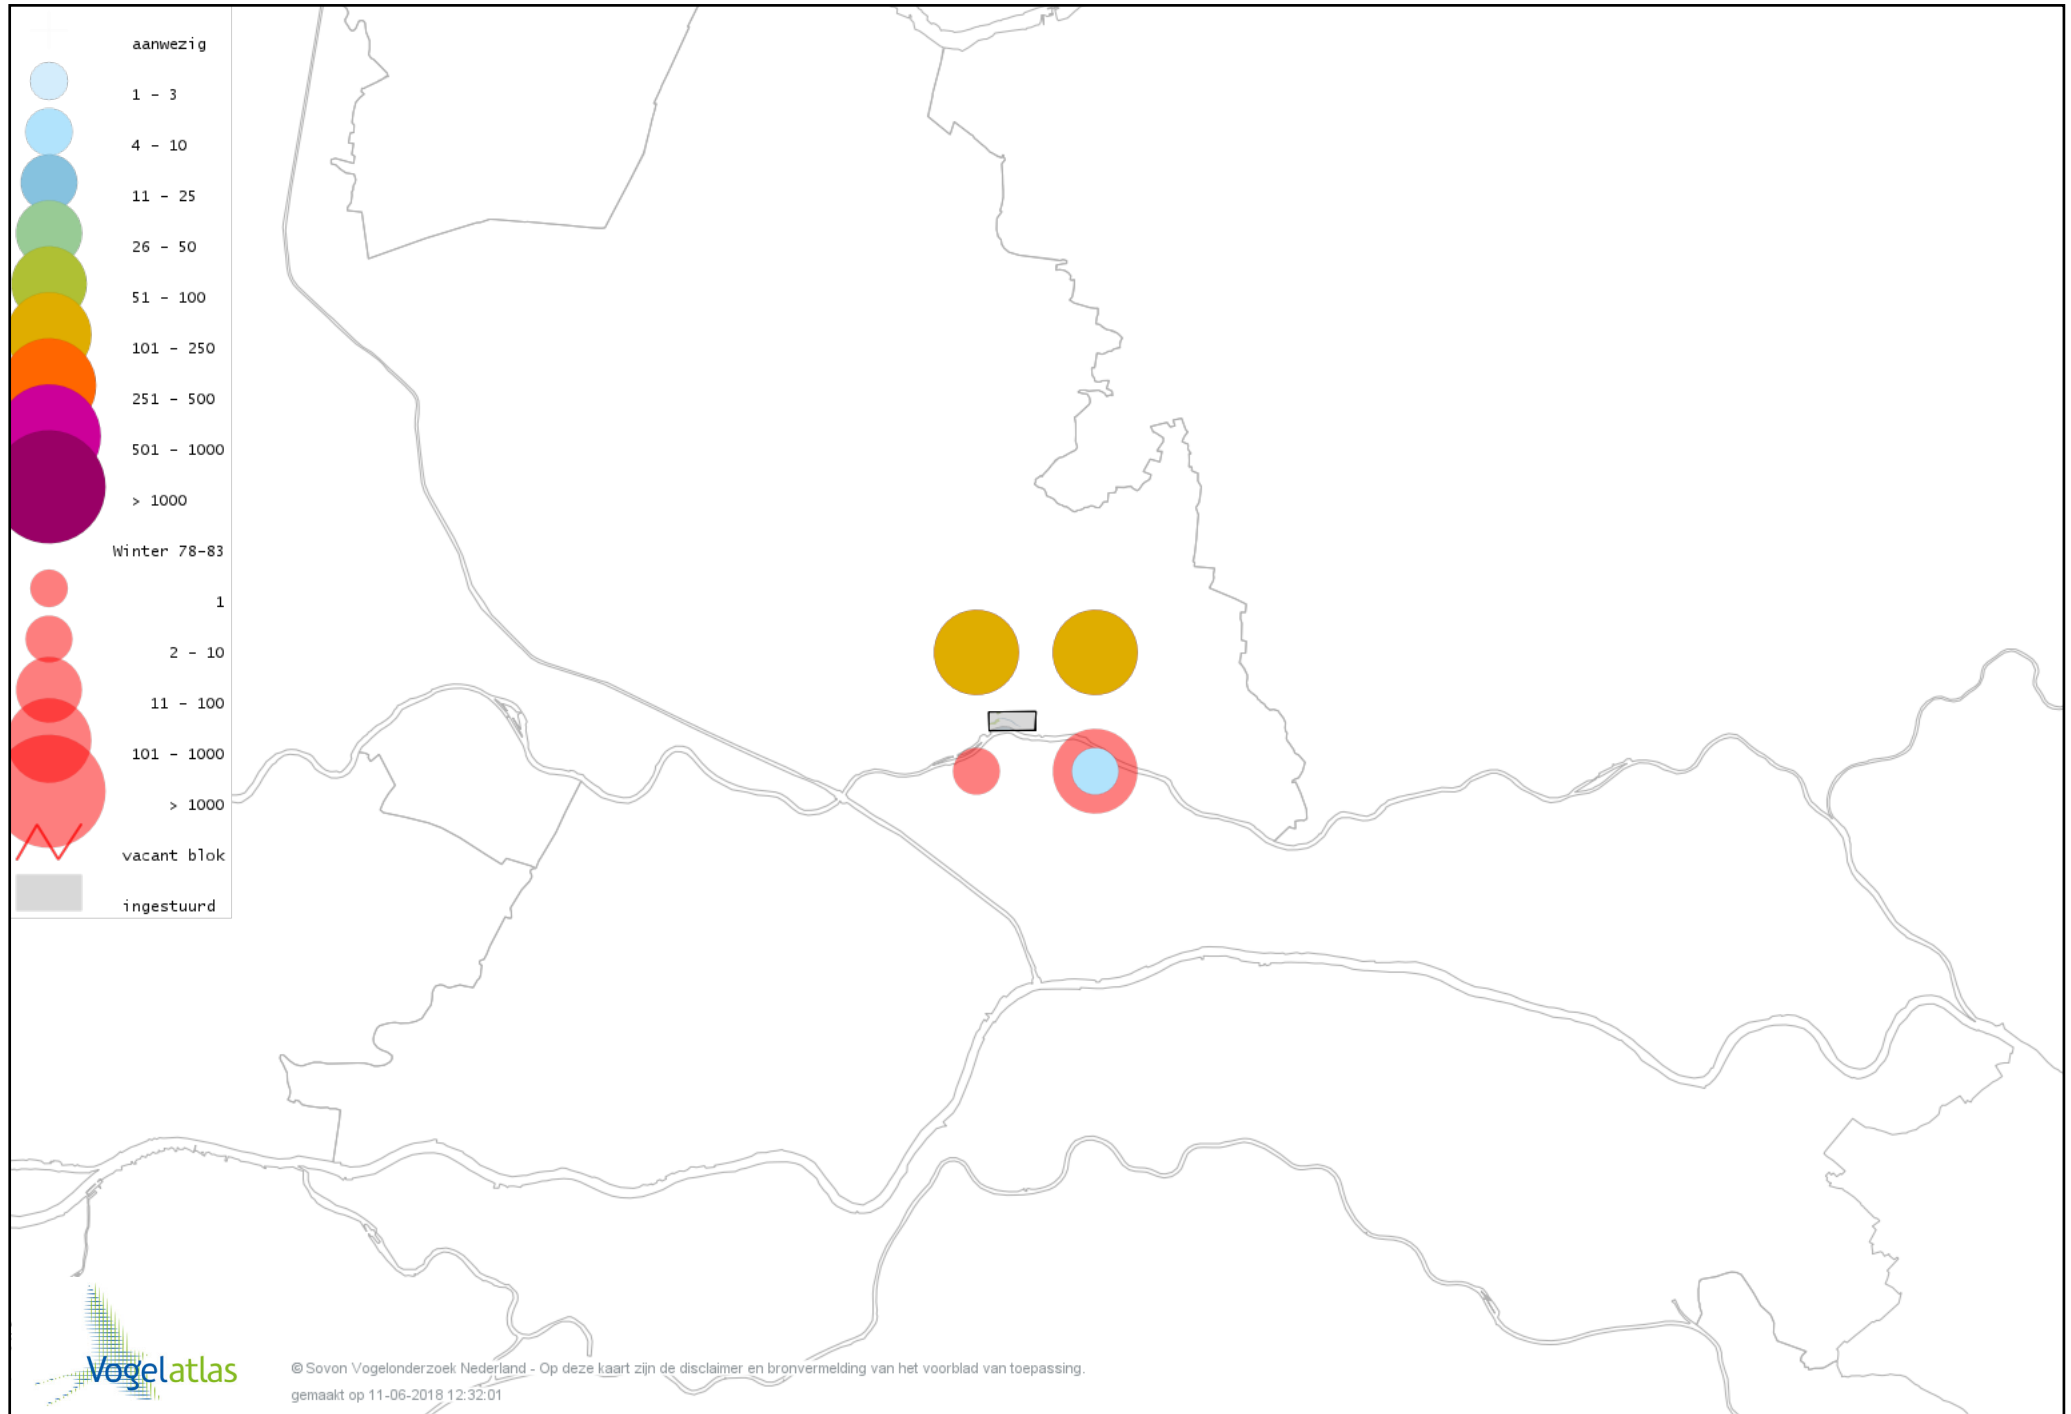 aanwezig
1 - 3
4 - 10
11 - 25
26 - 50
51 - 100
101 - 250
251 - 500
501 - 1000
> 1000
Winter 78-83
1
2 - 10
11 - 100
101 - 1000
> 1000
vacant blok
ingestuurd
Vogelatlas
© Sovon Vogelonderzoek Nederland - Op deze kaart zijn de disclaimer en bronvermelding van het voorblad van toepassing.
gemaakt op 11-06-2018 12:32:01